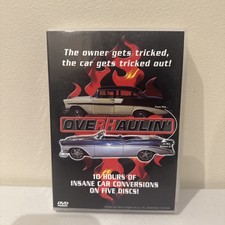 The owner gets tricked,
the car gets tricked out!
OVERHAULIN'
10 HOURS OF
INSANE CAR CONVERSIONS
ON FIVE DISCS!
DVD